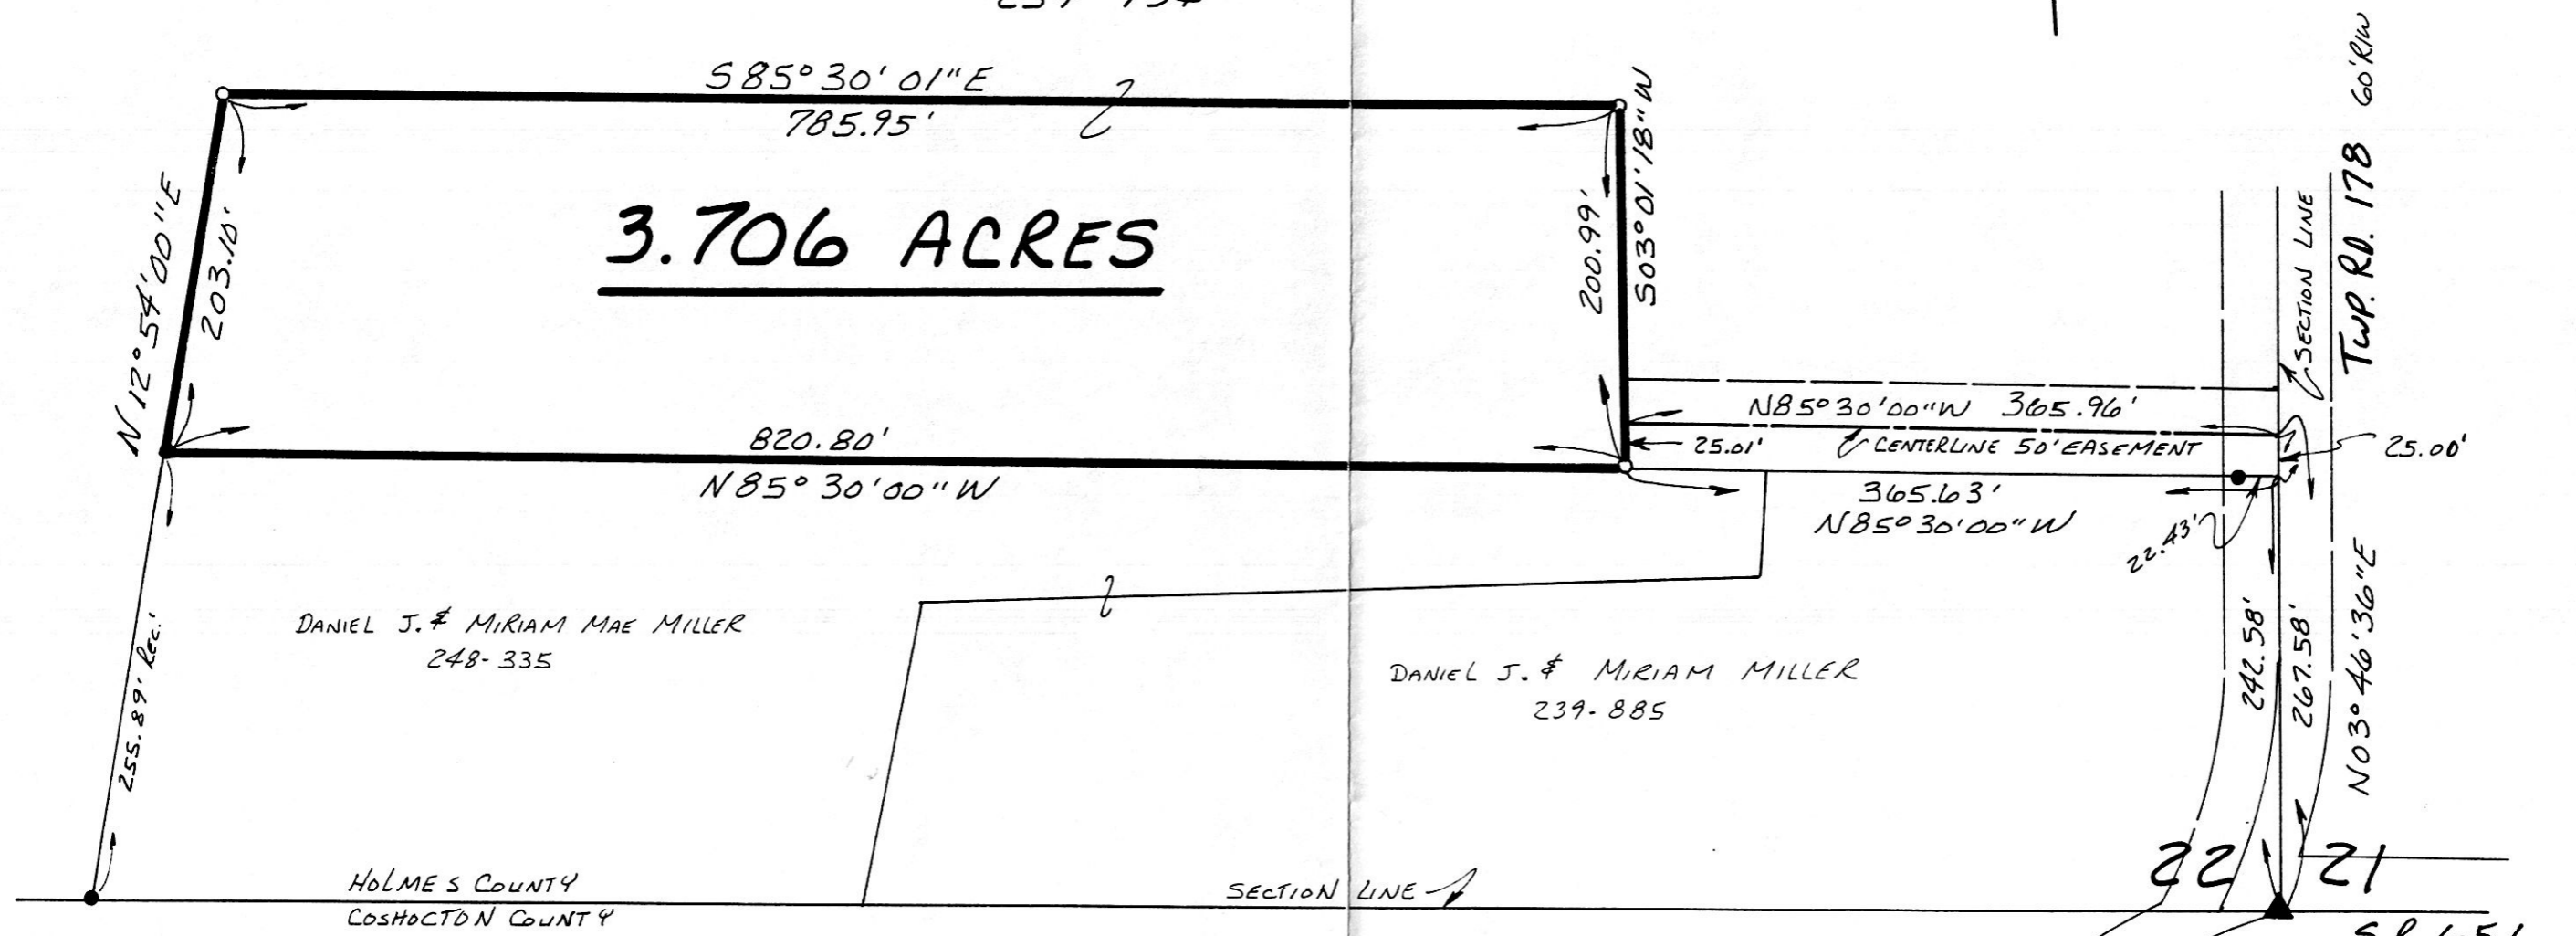 S85°30'01"E
785.95'
N12°54'00"E
203.10'
3.706 ACRES
200.99'
S03°01'18"W
60' R/W
TWP. RD. 178
SECTION LINE
N85°30'00"W 365.96'
25.01'
CENTERLINE 50' EASEMENT
25.00'
820.80'
N85°30'00"W
365.63'
N85°30'00"W
22.43'
255.89' Rec.'
DANIEL J. & MIRIAM MAE MILLER
248-335
DANIEL J. & MIRIAM MILLER
239-885
242.58'
267.58'
N03°46'36"E
HOLMES COUNTY
COSHOCTON COUNTY
SECTION LINE
22
21